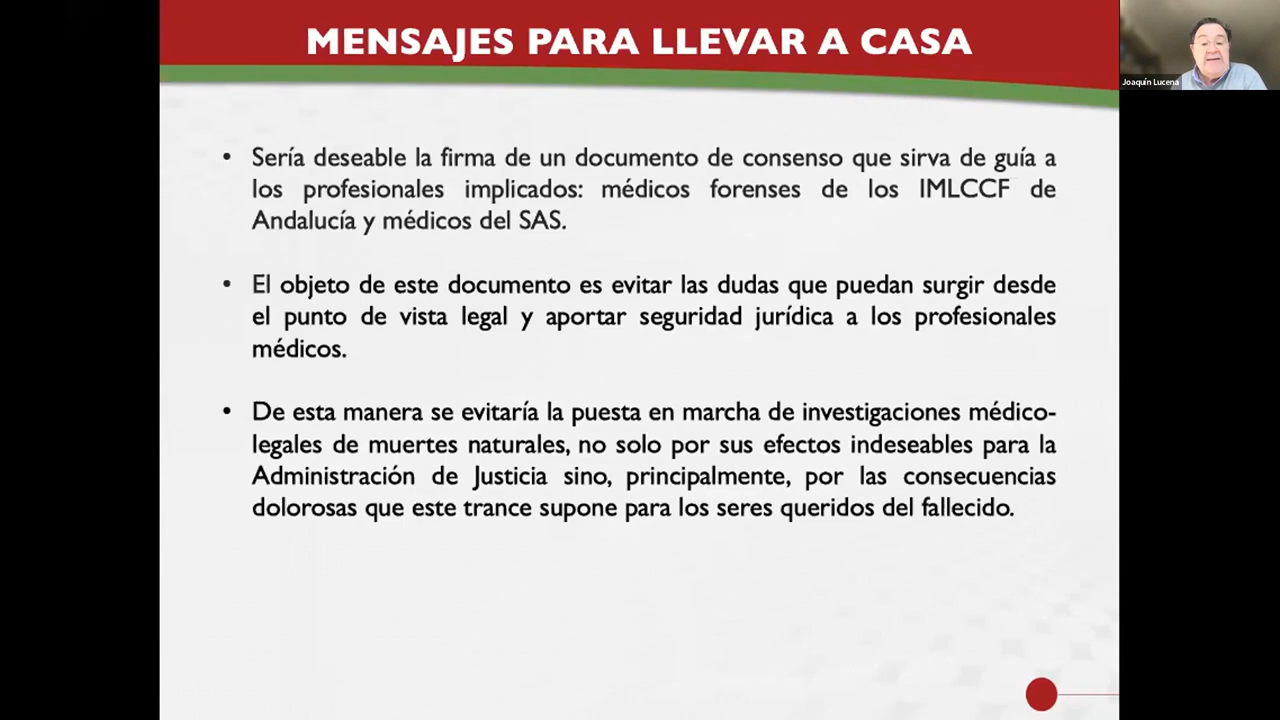 MENSAJES PARA LLEVAR A CASA
Joaquín Lucena
• Sería deseable la firma de un documento de consenso que sirva de guía a
los profesionales implicados: médicos forenses de los IMLCCF de
Andalucía y médicos del SAS.
• El objeto de este documento es evitar las dudas que puedan surgir desde
el punto de vista legal y aportar seguridad jurídica a los profesionales
médicos.
• De esta manera se evitaría la puesta en marcha de investigaciones médico-
legales de muertes naturales, no solo por sus efectos indeseables para la
Administración de Justicia sino, principalmente, por las consecuencias
dolorosas que este trance supone para los seres queridos del fallecido.